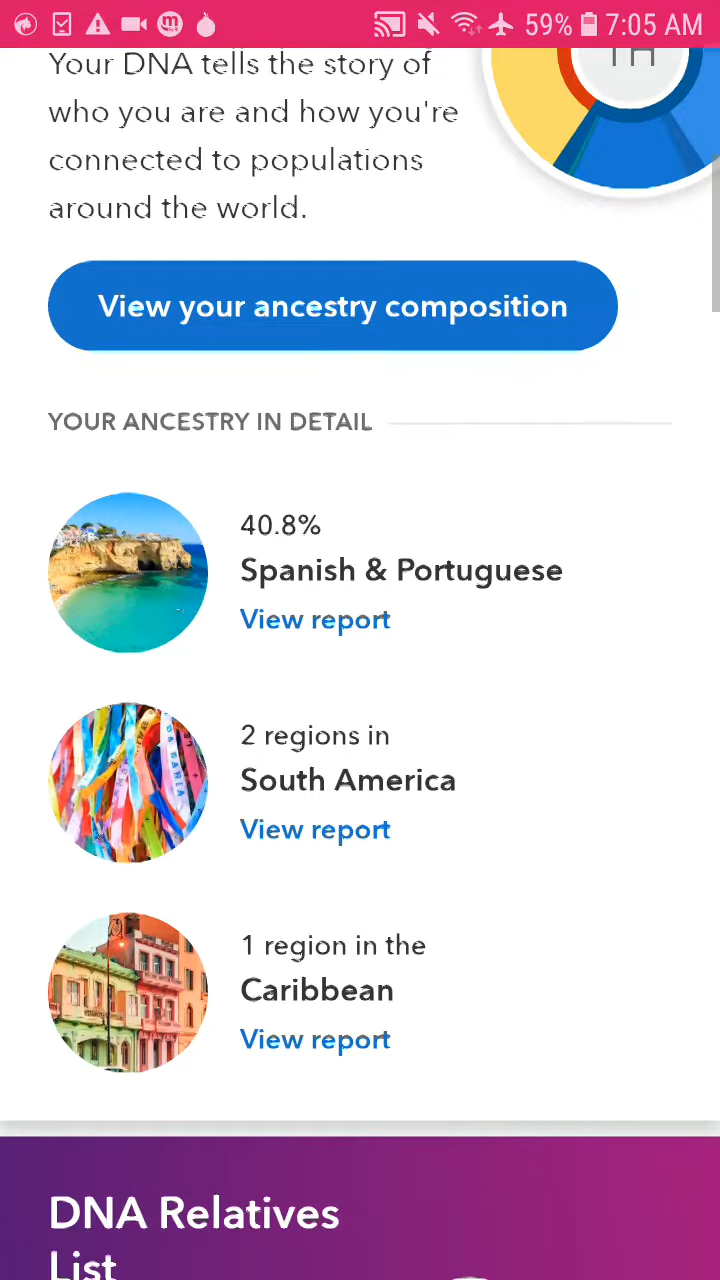 59% 7:05 AM
TH
Your DNA tells the story of
who you are and how you're
connected to populations
around the world.
View your ancestry composition
YOUR ANCESTRY IN DETAIL
40.8%
Spanish & Portuguese
View report
2 regions in
South America
View report
1 region in the
Caribbean
View report
DNA Relatives
List